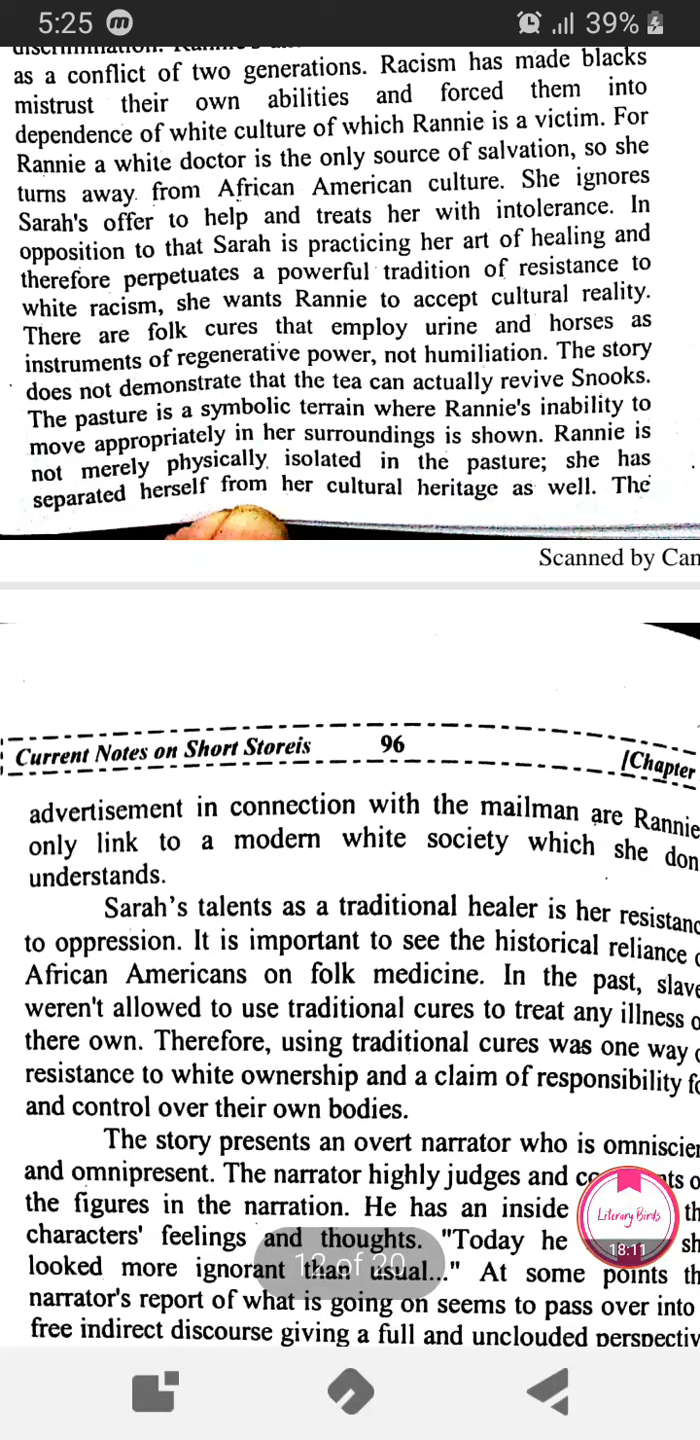 5:25 m 39%
as a conflict of two generations. Racism has made blacks
mistrust their own abilities and forced them into
dependence of white culture of which Rannie is a victim. For
Rannie a white doctor is the only source of salvation, so she
turns away from African American culture. She ignores
Sarah's offer to help and treats her with intolerance. In
opposition to that Sarah is practicing her art of healing and
therefore perpetuates a powerful tradition of resistance to
white racism, she wants Rannie to accept cultural reality.
There are folk cures that employ urine and horses as
instruments of regenerative power, not humiliation. The story
does not demonstrate that the tea can actually revive Snooks.
The pasture is a symbolic terrain where Rannie's inability to
move appropriately in her surroundings is shown. Rannie is
not merely physically isolated in the pasture; she has
separated herself from her cultural heritage as well. The
Scanned by Can
Current Notes on Short Storeis 96 [Chapter
advertisement in connection with the mailman are Rannie
only link to a modern white society which she don
understands.
Sarah's talents as a traditional healer is her resistanc
to oppression. It is important to see the historical reliance
African Americans on folk medicine. In the past, slave
weren't allowed to use traditional cures to treat any illness o
there own. Therefore, using traditional cures was one way
resistance to white ownership and a claim of responsibility fo
and control over their own bodies.
The story presents an overt narrator who is omniscien
and omnipresent. The narrator highly judges and o
the figures in the narration. He has an inside th
characters' feelings and thoughts. "Today he sh
looked more ignorant than usual..." At some points th
narrator's report of what is going on seems to pass over into
free indirect discourse giving a full and unclouded perspectiv
Literary Birds
18:11
12 of 20